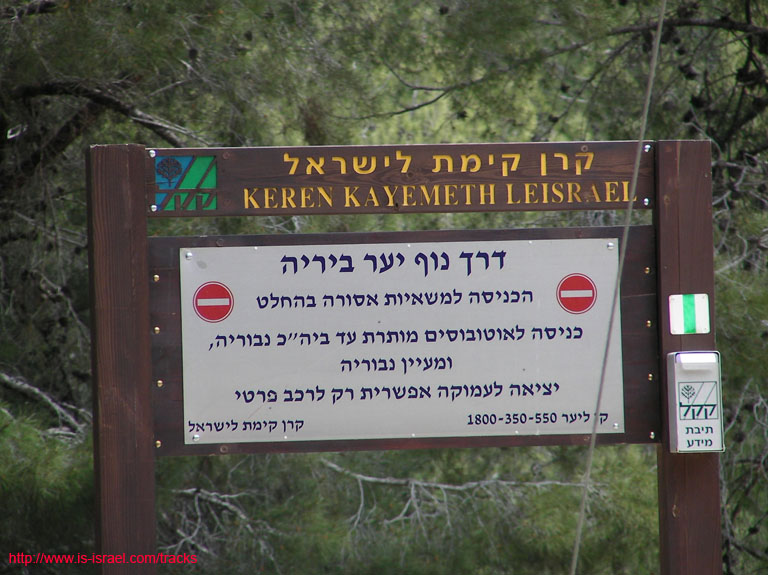 קרן קימת לישראל
KEREN KAYEMETH LEISRAEL
קקל
דרך נוף יער ביריה
הכניסה למשאיות אסורה בהחלט
כניסה לאוטובוסים מותרת עד ביה״כ נבוריה,
ומעיין נבוריה
יציאה לעמוקה אפשרית רק לרכב פרטי
קו ליער 1800-350-550
קרן קימת לישראל
קקל
תיבת
מידע
http://www.is-israel.com/tracks